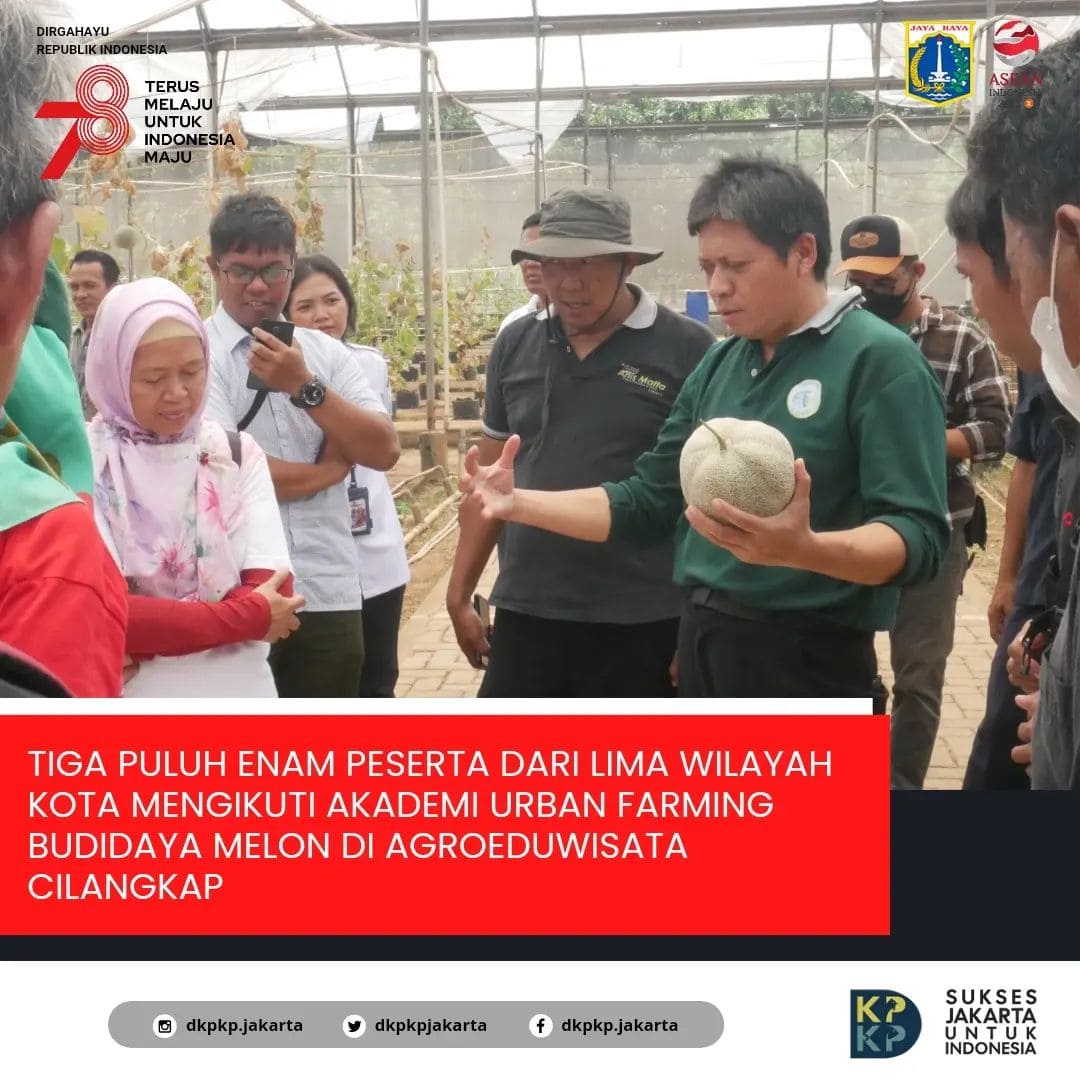 DIRGAHAYU
REPUBLIK INDONESIA
78
TERUS
MELAJU
UNTUK
INDONESIA
MAJU
JAYA RAYA
ASEAN
INDONESIA
TIGA PULUH ENAM PESERTA DARI LIMA WILAYAH
KOTA MENGIKUTI AKADEMI URBAN FARMING
BUDIDAYA MELON DI AGROEDUWISATA
CILANGKAP
dkpkp.jakarta
dkpkpjakarta
dkpkp.jakarta
KP
KP
SUKSES
JAKARTA
UNTUK
INDONESIA